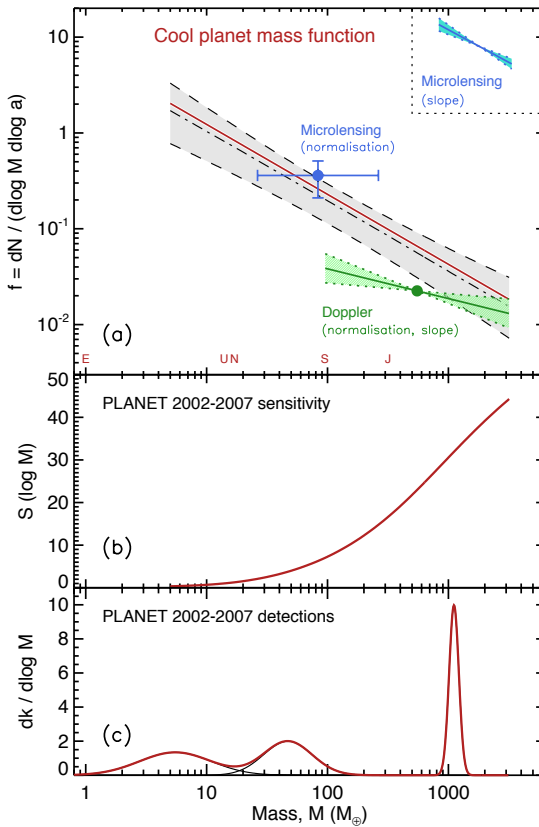 Cool planet mass function
Microlensing
(slope)
Microlensing
(normalisation)
Doppler
(normalisation, slope)
(a)
E U N S J
f = dN / (dlog M dlog a)
10
1
10⁻¹
10⁻²
PLANET 2002-2007 sensitivity
(b)
S (log M)
50
40
30
20
10
0
PLANET 2002-2007 detections
(c)
dk / dlog M
10
8
6
4
2
0
1 10 100 1000
Mass, M (M⊕)